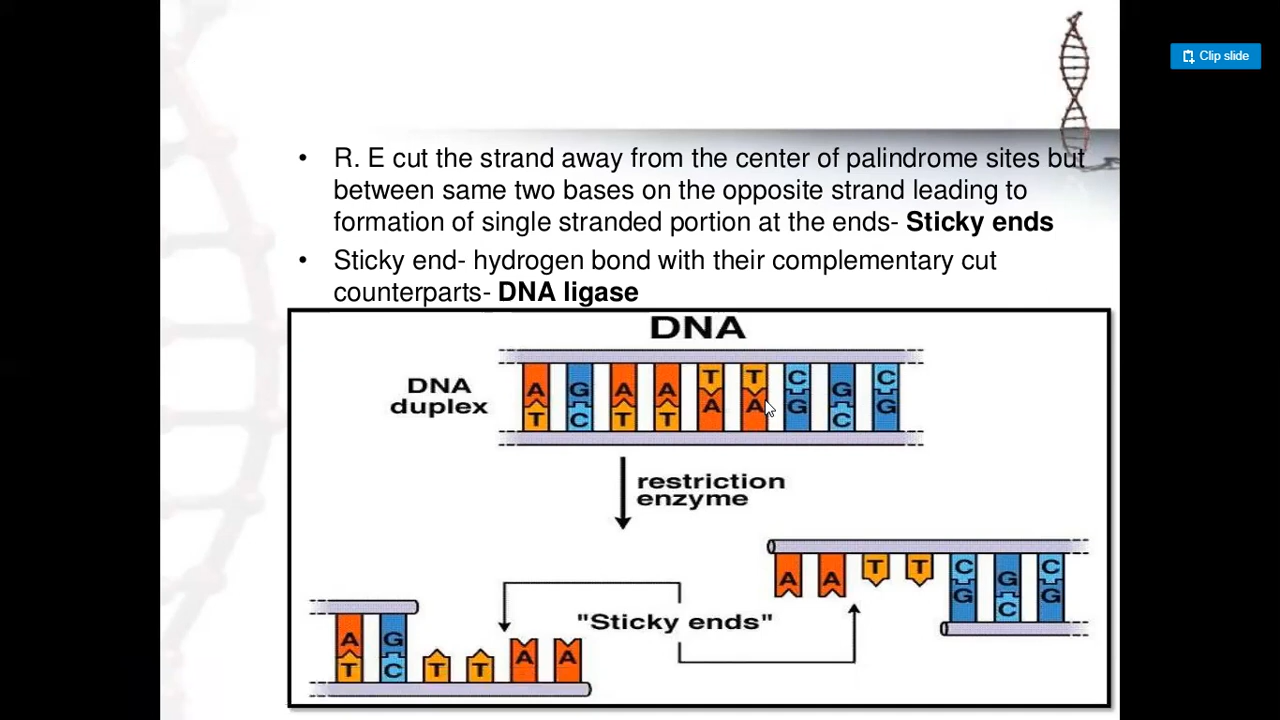 Clip slide
• R. E cut the strand away from the center of palindrome sites but
between same two bases on the opposite strand leading to
formation of single stranded portion at the ends- Sticky ends
• Sticky end- hydrogen bond with their complementary cut
counterparts- DNA ligase
DNA
DNA
duplex
A G A A T T C G C
T C T T A A G C G
restriction
enzyme
A A T T C G C
G C G
"Sticky ends"
A G
T C T T A A